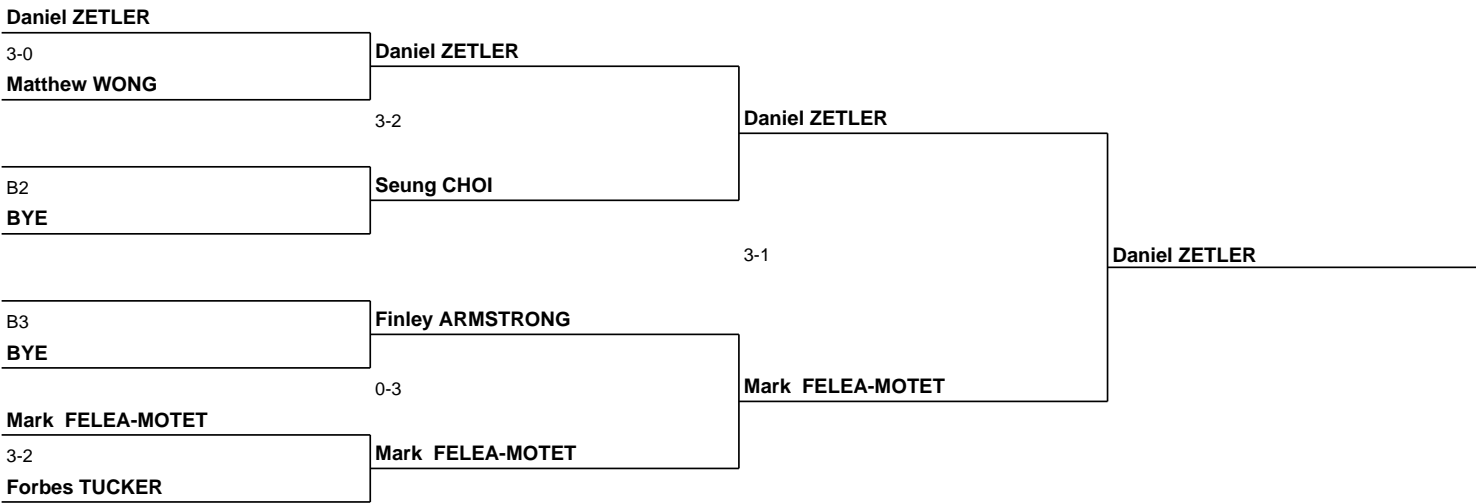 Daniel ZETLER
3-0
Daniel ZETLER
Matthew WONG
3-2
Daniel ZETLER
B2
Seung CHOI
BYE
3-1
Daniel ZETLER
B3
Finley ARMSTRONG
BYE
0-3
Mark FELEA-MOTET
Mark FELEA-MOTET
3-2
Mark FELEA-MOTET
Forbes TUCKER